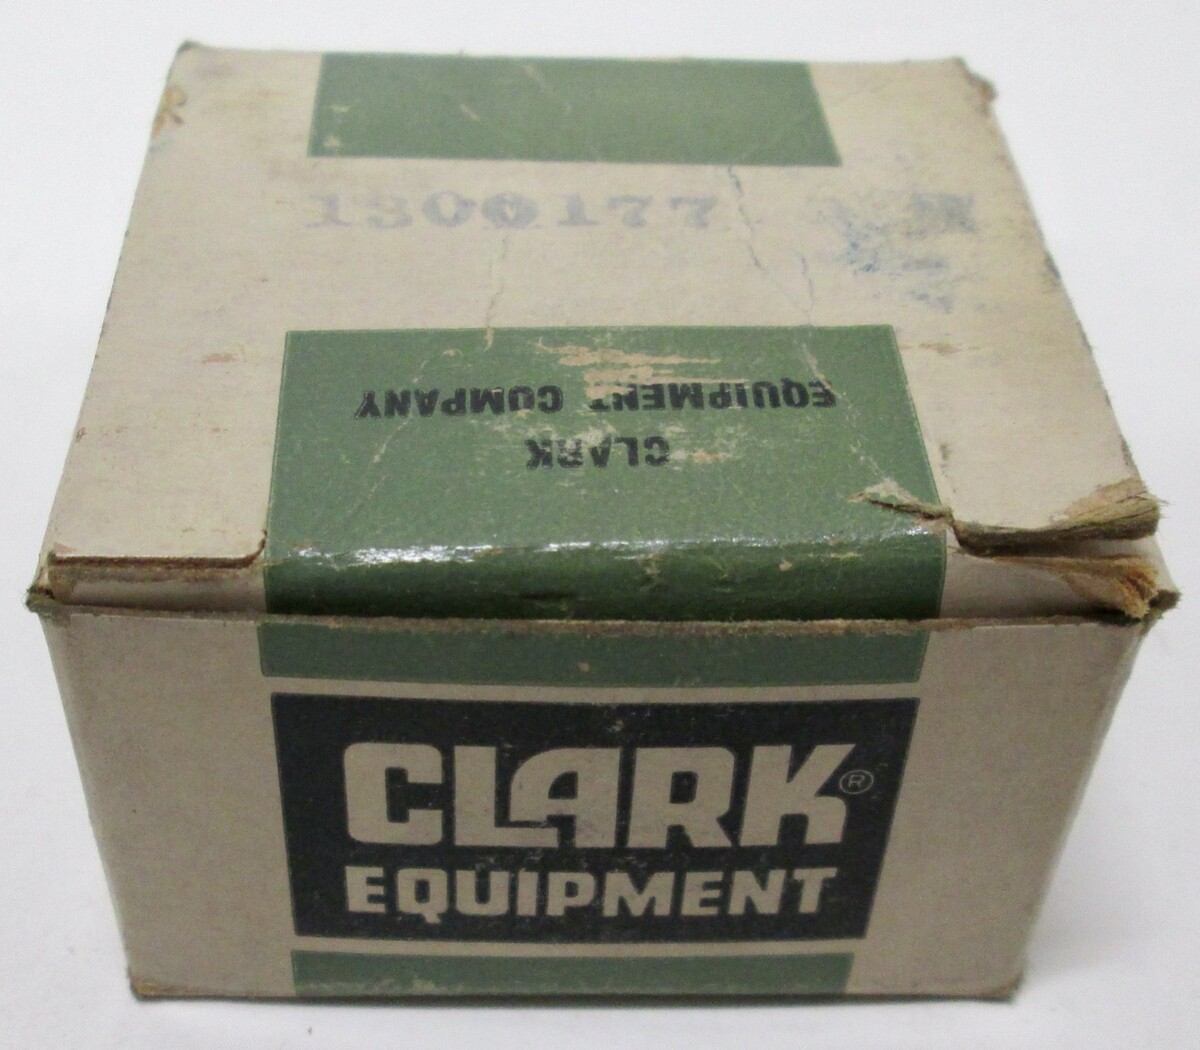 1300177
CLARK
EQUIPMENT COMPANY
CLARK®
EQUIPMENT